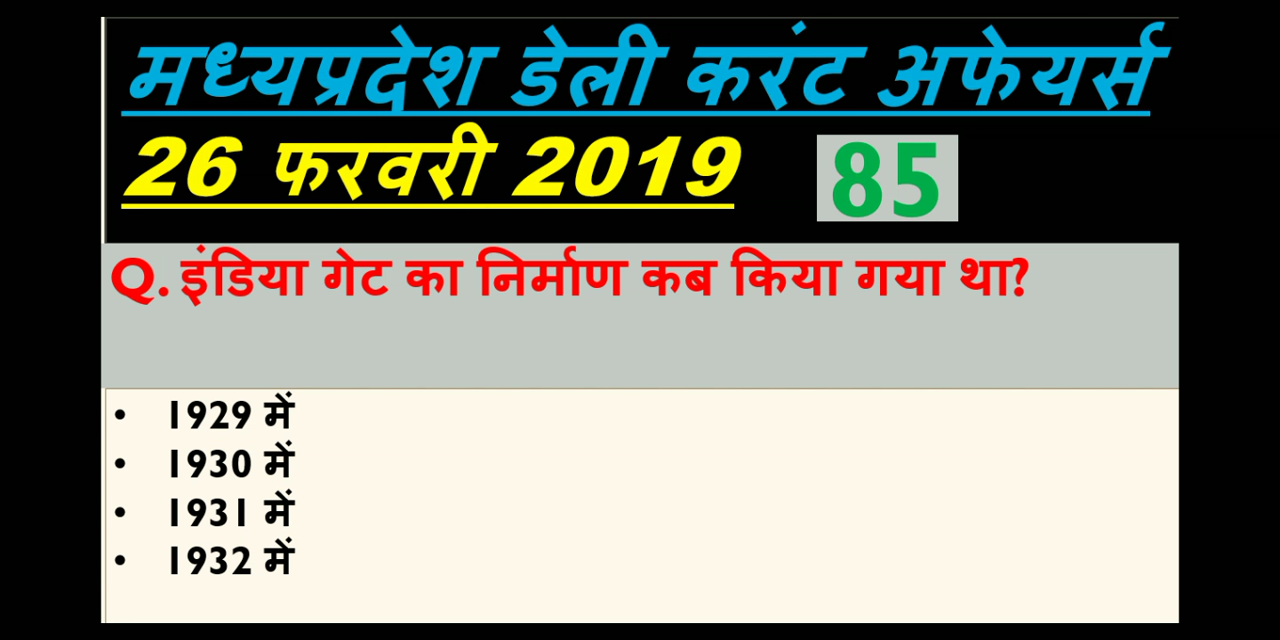 मध्यप्रदेश डेली करंट अफेयर्स
26 फरवरी 2019 85
Q. इंडिया गेट का निर्माण कब किया गया था?
• 1929 में
• 1930 में
• 1931 में
• 1932 में